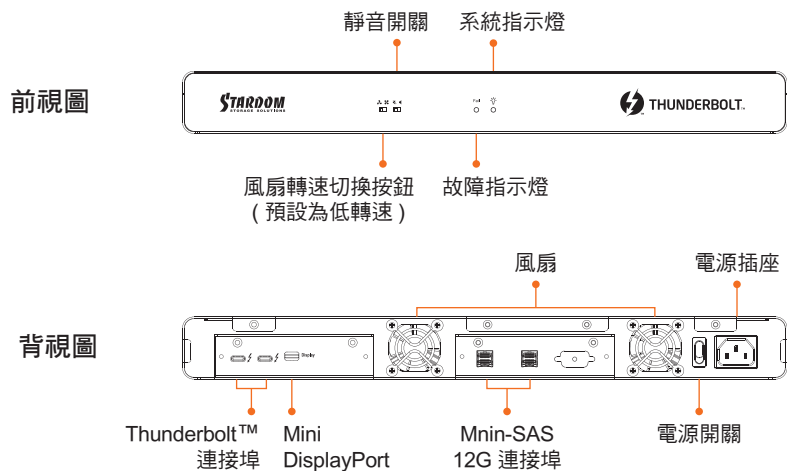 靜音開關 系統指示燈
前視圖
STARDOM
STORAGE SOLUTIONS
Fail
THUNDERBOLT™
風扇轉速切換按鈕
( 預設為低轉速 )
故障指示燈
風扇 電源插座
背視圖
Display
Thunderbolt™
連接埠
Mini
DisplayPort
Mnin-SAS
12G 連接埠
電源開關